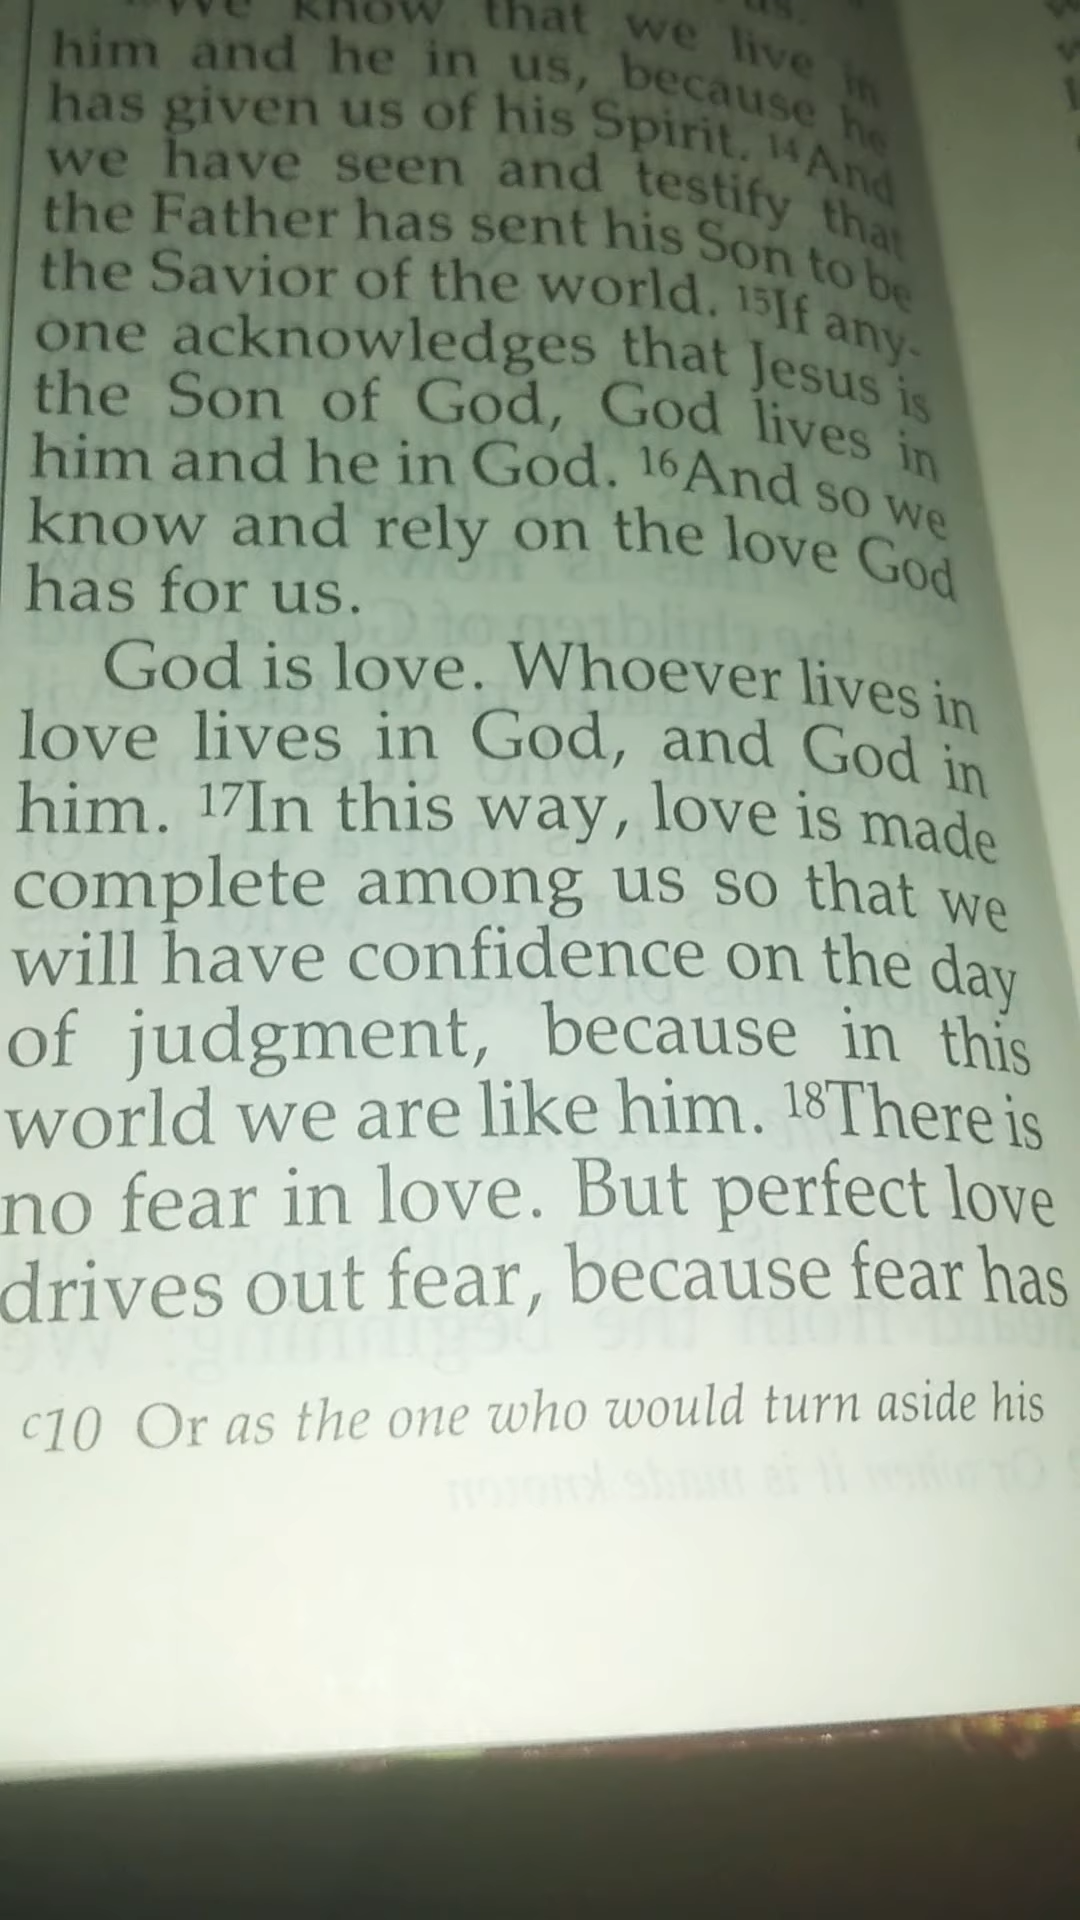 We know that we live in
him and he in us, because he
has given us of his Spirit. 14And
we have seen and testify that
the Father has sent his Son to be
the Savior of the world. 15If any-
one acknowledges that Jesus is
the Son of God, God lives in
him and he in God. 16And so we
know and rely on the love God
has for us.
God is love. Whoever lives in
love lives in God, and God in
him. 17In this way, love is made
complete among us so that we
will have confidence on the day
of judgment, because in this
world we are like him. 18There is
no fear in love. But perfect love
drives out fear, because fear has
c10 Or as the one who would turn aside his